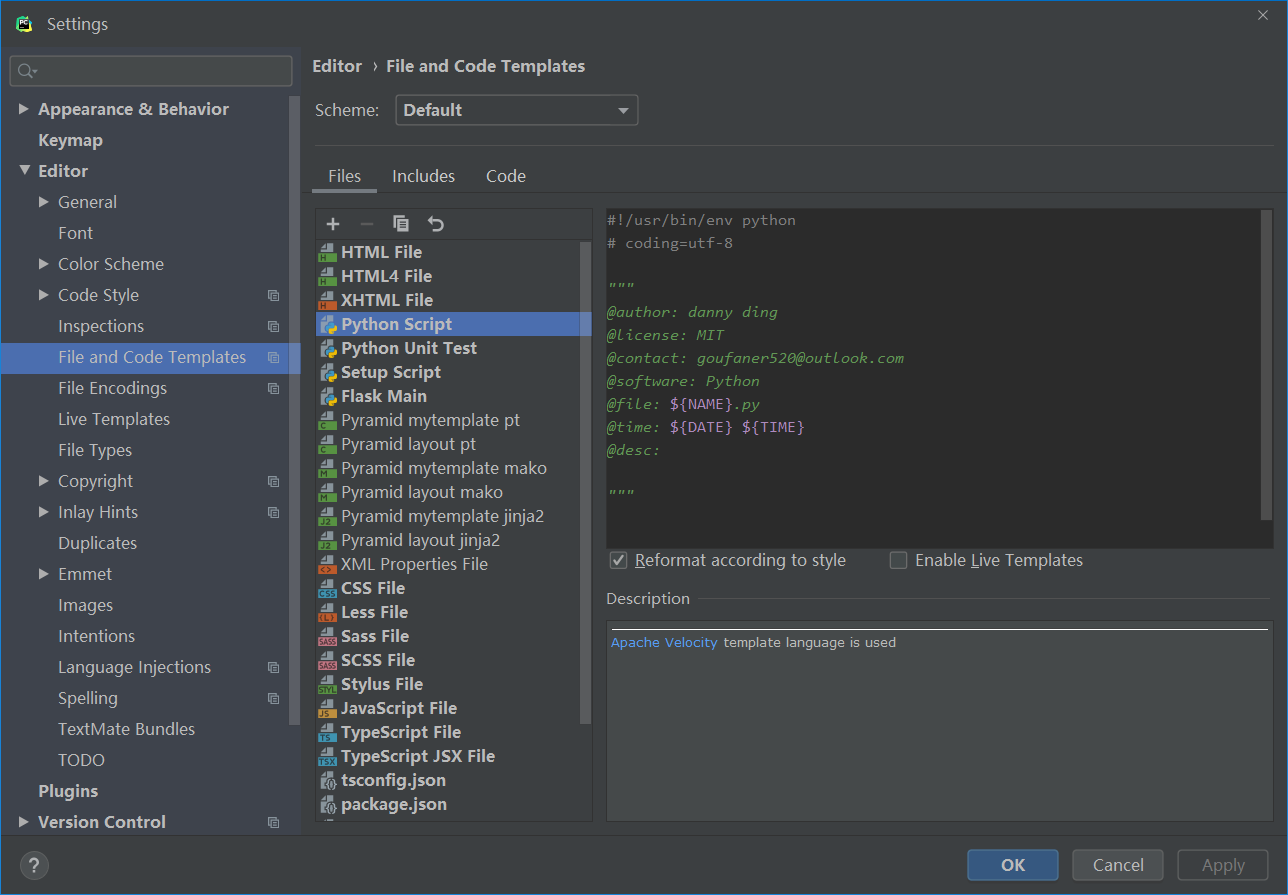 Settings
Appearance & Behavior
Keymap
Editor
General
Font
Color Scheme
Code Style
Inspections
File and Code Templates
File Encodings
Live Templates
File Types
Copyright
Inlay Hints
Duplicates
Emmet
Images
Intentions
Language Injections
Spelling
TextMate Bundles
TODO
Plugins
Version Control
Editor › File and Code Templates
Scheme: Default
Files Includes Code
HTML File
HTML4 File
XHTML File
Python Script
Python Unit Test
Setup Script
Flask Main
Pyramid mytemplate pt
Pyramid layout pt
Pyramid mytemplate mako
Pyramid layout mako
Pyramid mytemplate jinja2
Pyramid layout jinja2
XML Properties File
CSS File
Less File
Sass File
SCSS File
Stylus File
JavaScript File
TypeScript File
TypeScript JSX File
tsconfig.json
package.json
#!/usr/bin/env python
# coding=utf-8
"""
@author: danny ding
@license: MIT
@contact: goufaner520@outlook.com
@software: Python
@file: ${NAME}.py
@time: ${DATE} ${TIME}
@desc:
"""
Reformat according to style Enable Live Templates
Description
Apache Velocity template language is used
? OK Cancel Apply